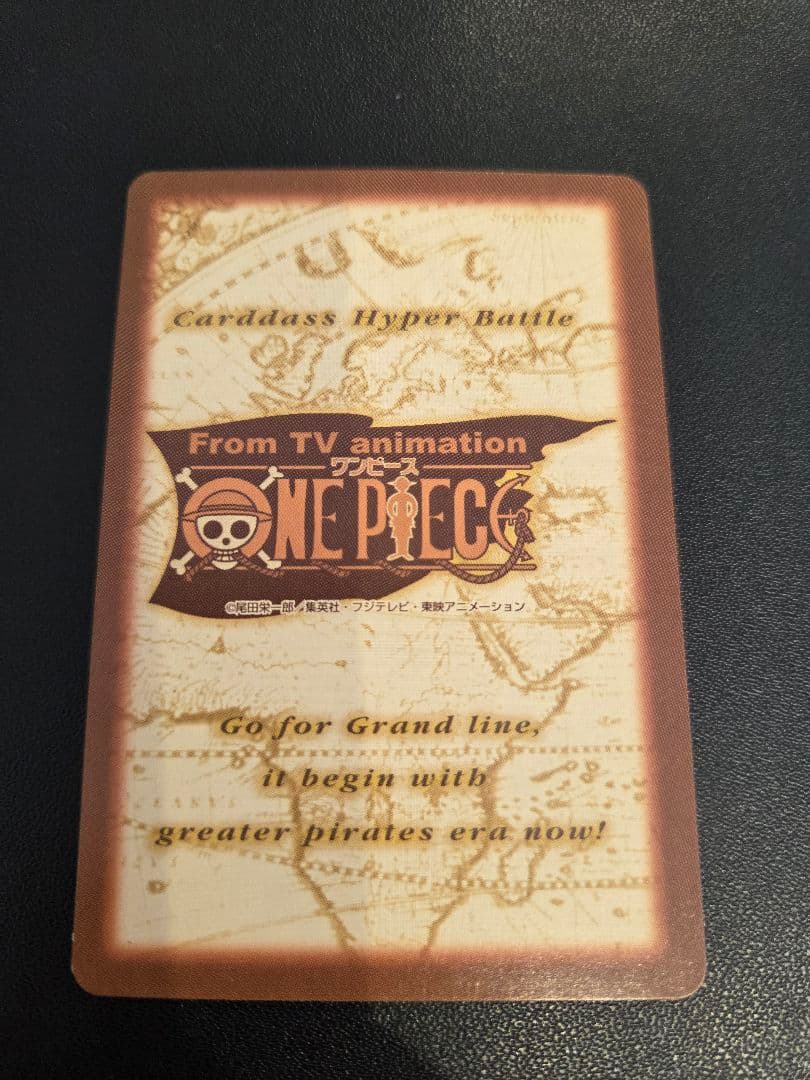 Carddass Hyper Battle
From TV animation
ワンピース
ONE PIECE
©尾田栄一郎／集英社・フジテレビ・東映アニメーション
Go for Grand line,
it begin with
greater pirates era now!